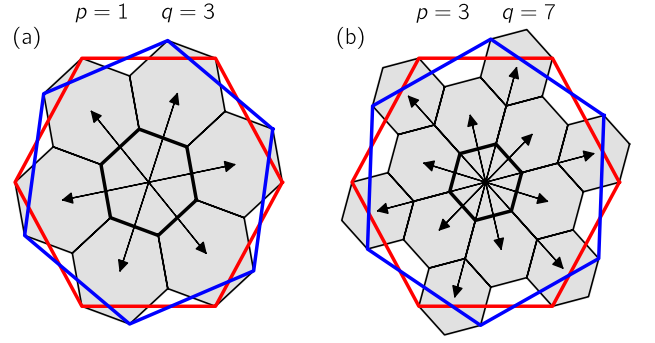 p = 1 q = 3 p = 3 q = 7
(a) (b)